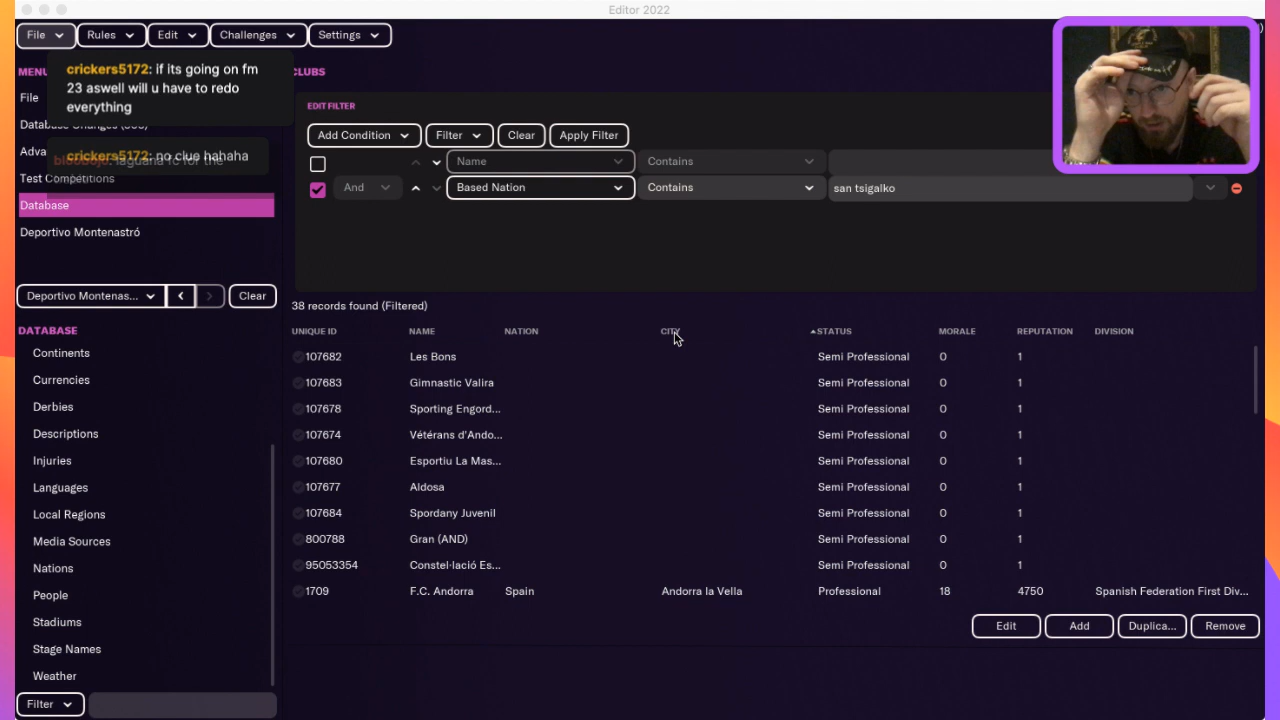 Editor 2022
File
Rules
Edit
Challenges
Settings
MENU
crickers5172: if its going on fm
23 aswell will u have to redo
everything
File
crickers5172: no clue hahaha
Test Competitions
Database
Deportivo Montenastró
Deportivo Montenas...
Clear
DATABASE
Continents
Currencies
Derbies
Descriptions
Injuries
Languages
Local Regions
Media Sources
Nations
People
Stadiums
Stage Names
Weather
Filter
CLUBS
EDIT FILTER
Add Condition
Filter
Clear
Apply Filter
Name Contains
And Based Nation Contains san tsigalko
38 records found (Filtered)
UNIQUE ID NAME NATION CITY STATUS MORALE REPUTATION DIVISION
107682 Les Bons Semi Professional 0 1
107683 Gimnastic Valira Semi Professional 0 1
107678 Sporting Engord... Semi Professional 0 1
107674 Vétérans d'Ando... Semi Professional 0 1
107680 Esportiu La Mas... Semi Professional 0 1
107677 Aldosa Semi Professional 0 1
107684 Spordany Juvenil Semi Professional 0 1
800788 Gran (AND) Semi Professional 0 1
95053354 Constel·lació Es... Semi Professional 0 1
1709 F.C. Andorra Spain Andorra la Vella Professional 18 4750 Spanish Federation First Div...
Edit
Add
Duplica...
Remove